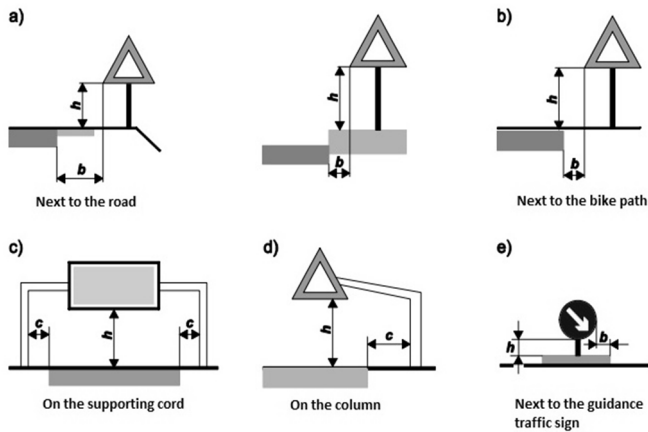 a)
b)
h
b
h
b
h
b
Next to the road
Next to the bike path
c)
d)
e)
c
h
c
h
c
h
b
On the supporting cord
On the column
Next to the guidance
traffic sign